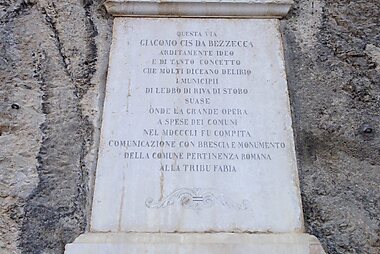 QUESTA VIA
GIACOMO CIS DA BEZZECCA
ARDITAMENTE IDEO
E DI TANTO CONCETTO
CHE MOLTI DICEANO DELIRIO
I MUNICIPII
DI LEDRO DI RIVA DI STORO
SUASE
ONDE LA GRANDE OPERA
A SPESE DEI COMUNI
NEL MDCCCLI FU COMPITA
COMUNICAZIONE CON BRESCIA E MONUMENTO
DELLA COMUNE PERTINENZA ROMANA
ALLA TRIBU FABIA